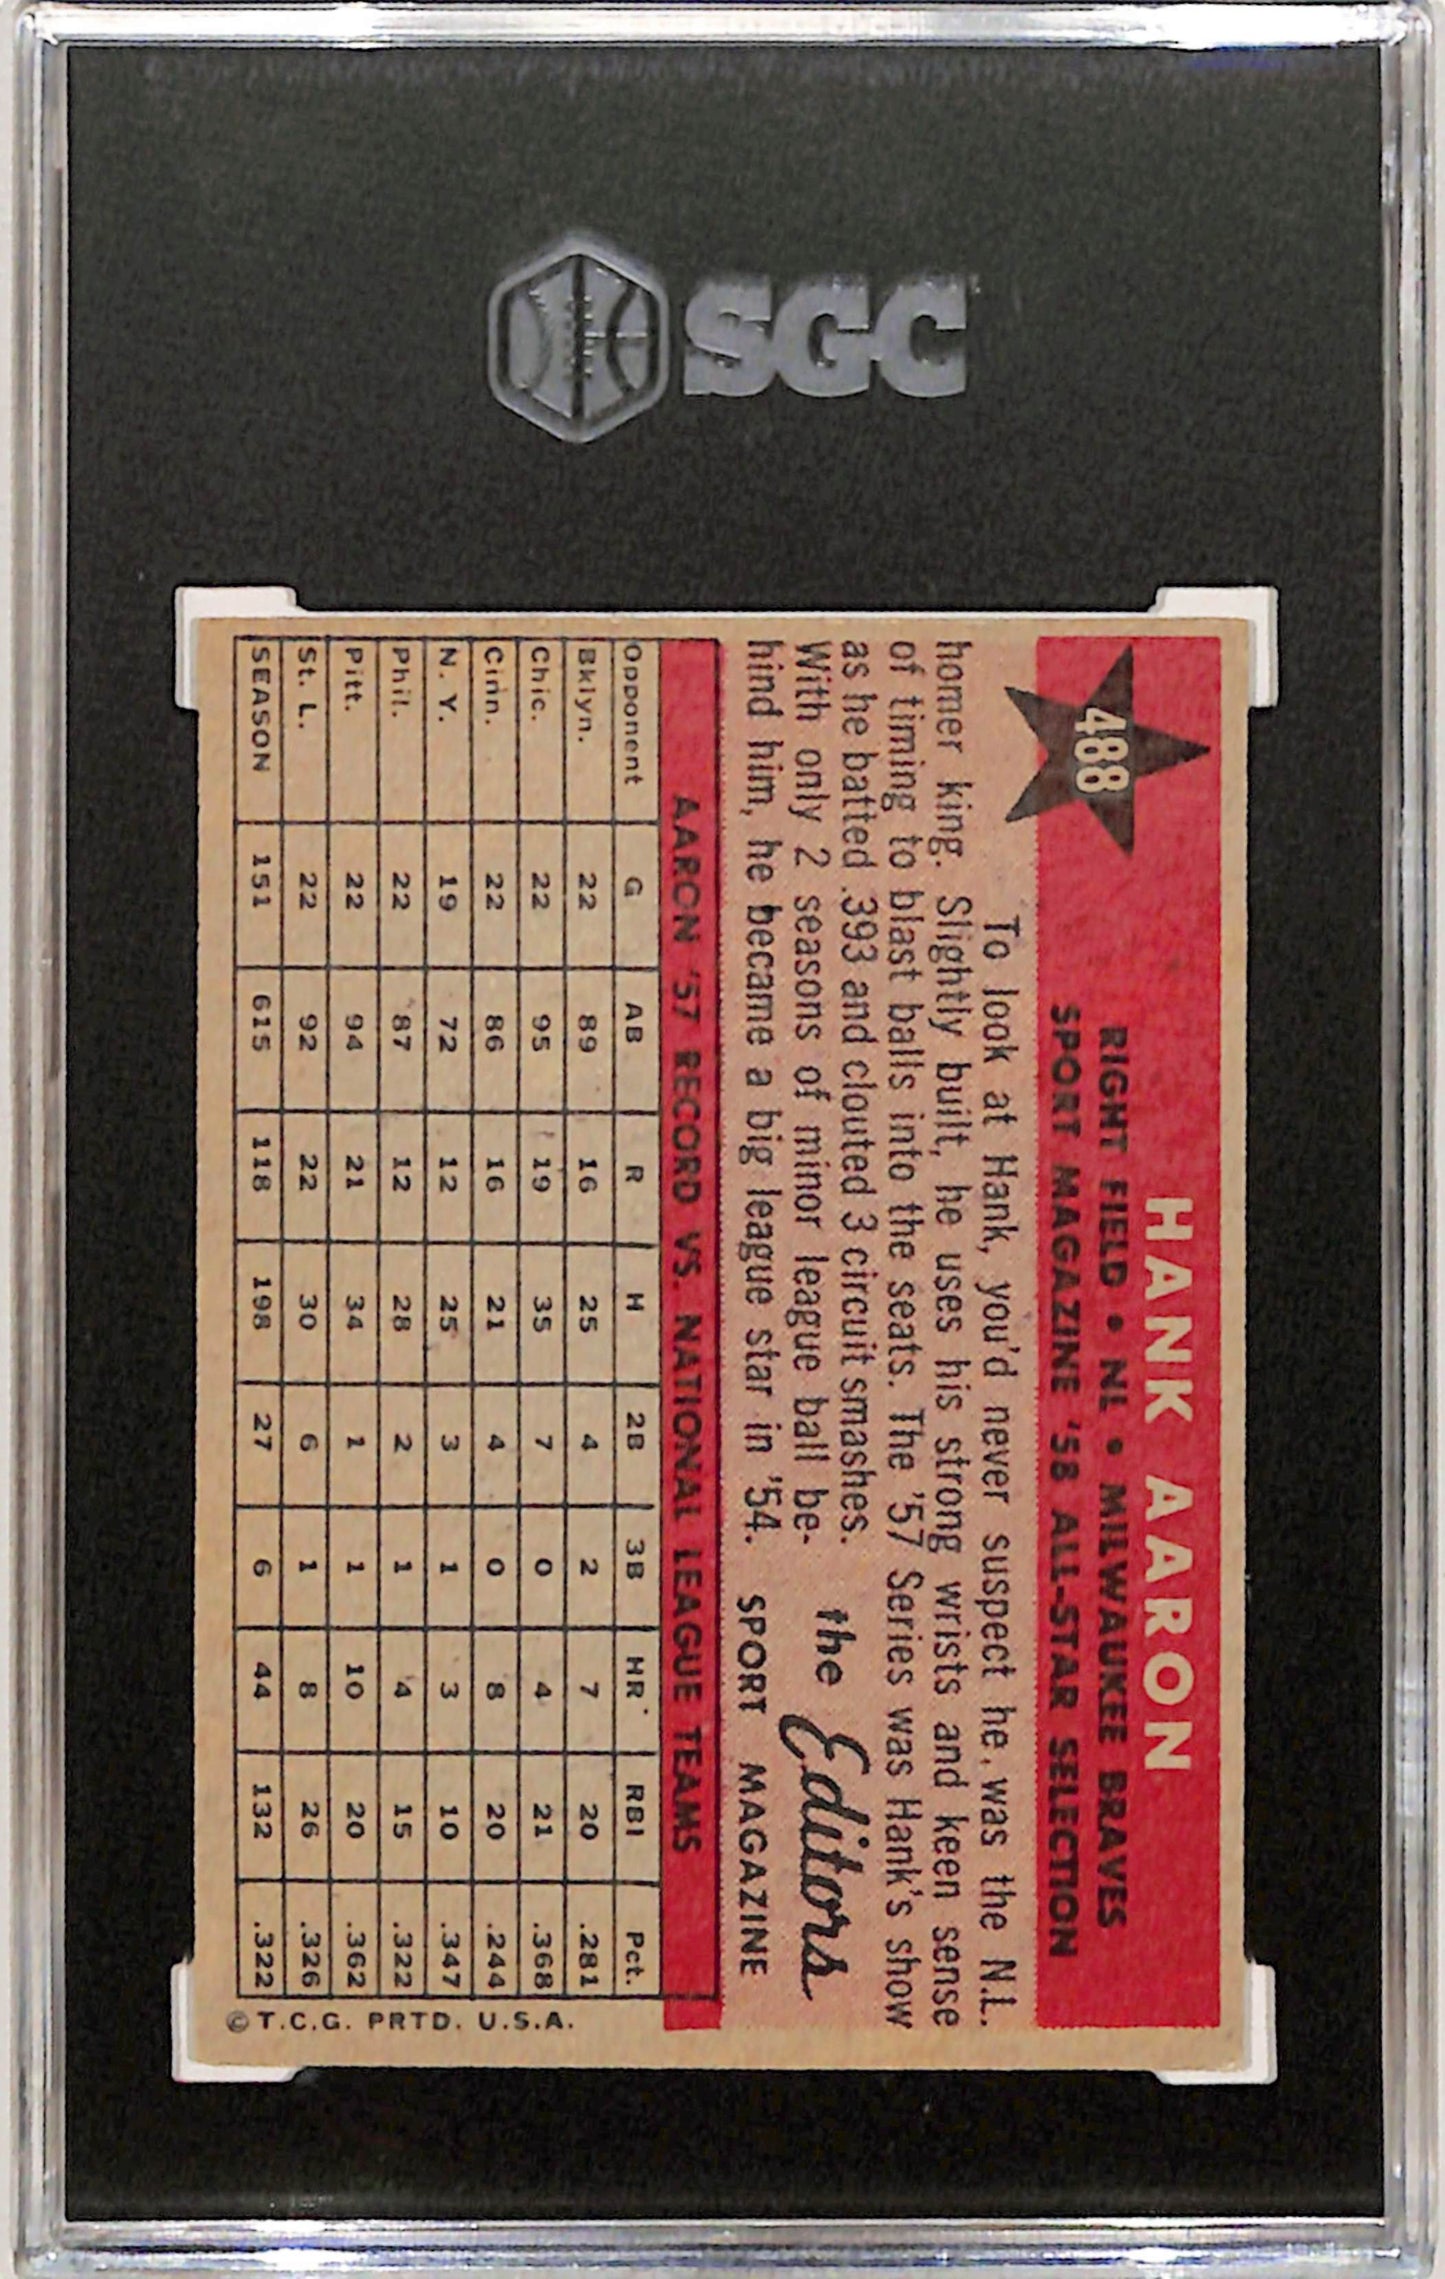 SGC
488
HANK AARON
RIGHT FIELD • NL • MILWAUKEE BRAVES
SPORT MAGAZINE '58 ALL-STAR SELECTION
To look at Hank, you'd never suspect he was the N.L.
homer king. Slightly built, he uses his strong wrists and keen sense
of timing to blast balls into the seats. The '57 Series was Hank's show
as he batted .393 and clouted 3 circuit smashes.
With only 2 seasons of minor league ball be-
hind him, he became a big league star in '54.
the Editors
SPORT MAGAZINE
AARON '57 RECORD VS. NATIONAL LEAGUE TEAMS
Opponent G AB R H 2B 3B HR RBI Pct.
Bklyn. 22 89 16 25 4 2 7 20 .281
Chic. 22 95 19 35 7 0 4 21 .368
Cinn. 22 86 16 21 4 0 8 20 .244
N. Y. 19 72 12 25 3 1 3 10 .347
Phil. 22 87 12 28 2 1 4 15 .322
Pitt. 22 94 21 34 1 1 10 20 .362
St. L. 22 92 22 30 6 1 8 26 .326
SEASON 151 615 118 198 27 6 44 132 .322
© T.C.G. PRTD. U.S.A.